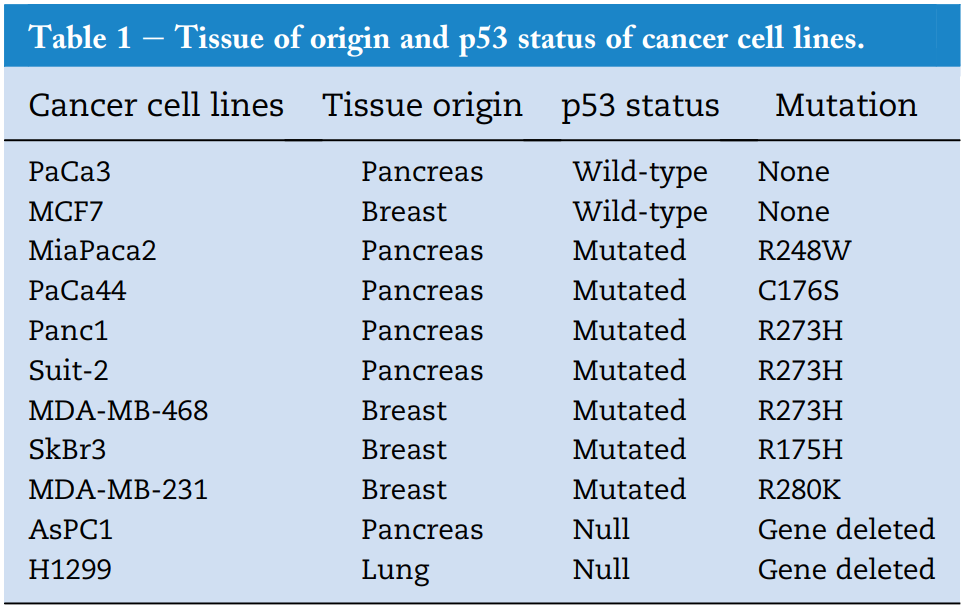 Table 1 – Tissue of origin and p53 status of cancer cell lines.
Cancer cell lines Tissue origin p53 status Mutation
PaCa3 Pancreas Wild-type None
MCF7 Breast Wild-type None
MiaPaca2 Pancreas Mutated R248W
PaCa44 Pancreas Mutated C176S
Panc1 Pancreas Mutated R273H
Suit-2 Pancreas Mutated R273H
MDA-MB-468 Breast Mutated R273H
SkBr3 Breast Mutated R175H
MDA-MB-231 Breast Mutated R280K
AsPC1 Pancreas Null Gene deleted
H1299 Lung Null Gene deleted